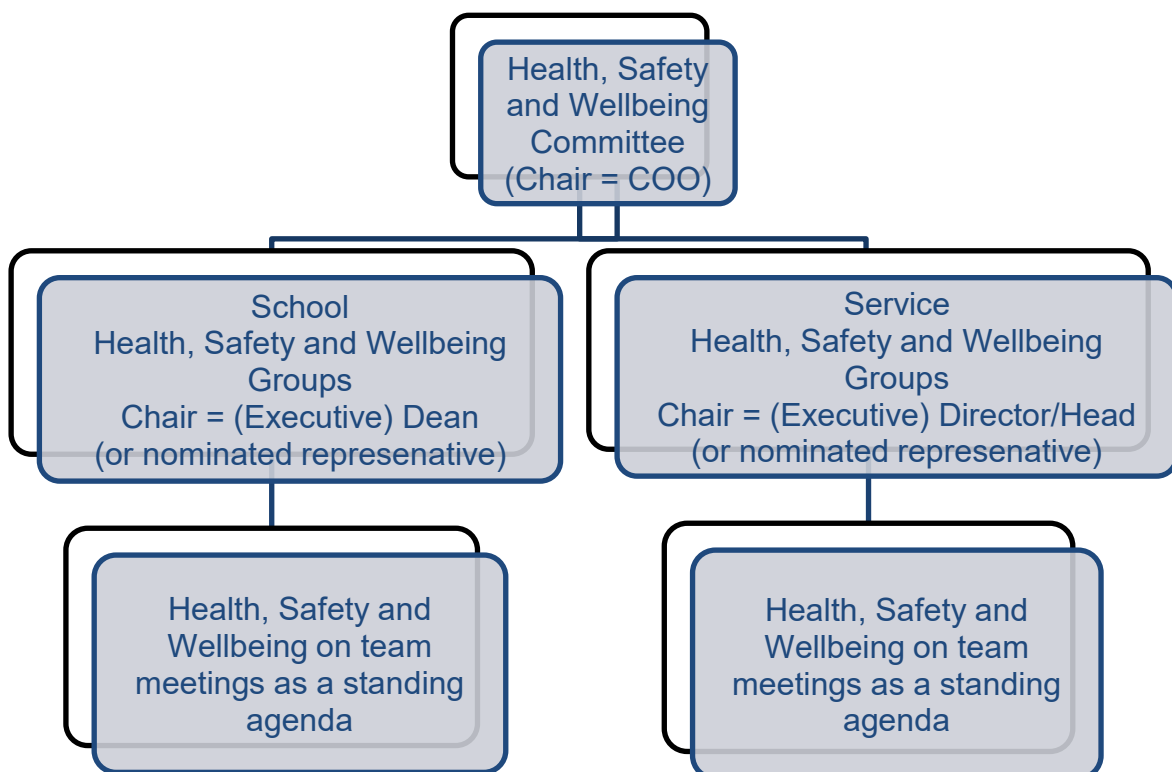 Health, Safety
and Wellbeing
Committee
(Chair = COO)
School
Health, Safety and Wellbeing
Groups
Chair = (Executive) Dean
(or nominated represenative)
Service
Health, Safety and Wellbeing
Groups
Chair = (Executive) Director/Head
(or nominated represenative)
Health, Safety and
Wellbeing on team
meetings as a standing
agenda
Health, Safety and
Wellbeing on team
meetings as a standing
agenda